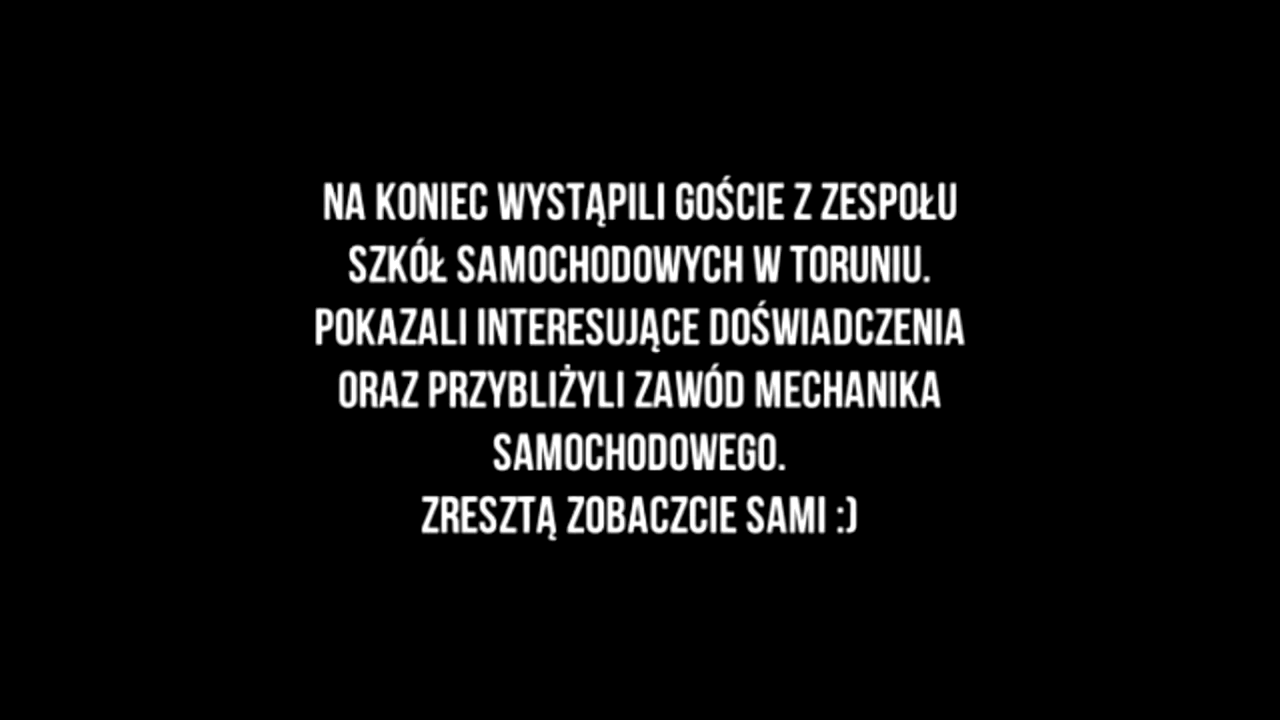 NA KONIEC WYSTĄPILI GOŚCIE Z ZESPOŁU
SZKÓŁ SAMOCHODOWYCH W TORUNIU.
POKAZALI INTERESUJĄCE DOŚWIADCZENIA
ORAZ PRZYBLIŻYLI ZAWÓD MECHANIKA
SAMOCHODOWEGO.
ZRESZTĄ ZOBACZCIE SAMI :)